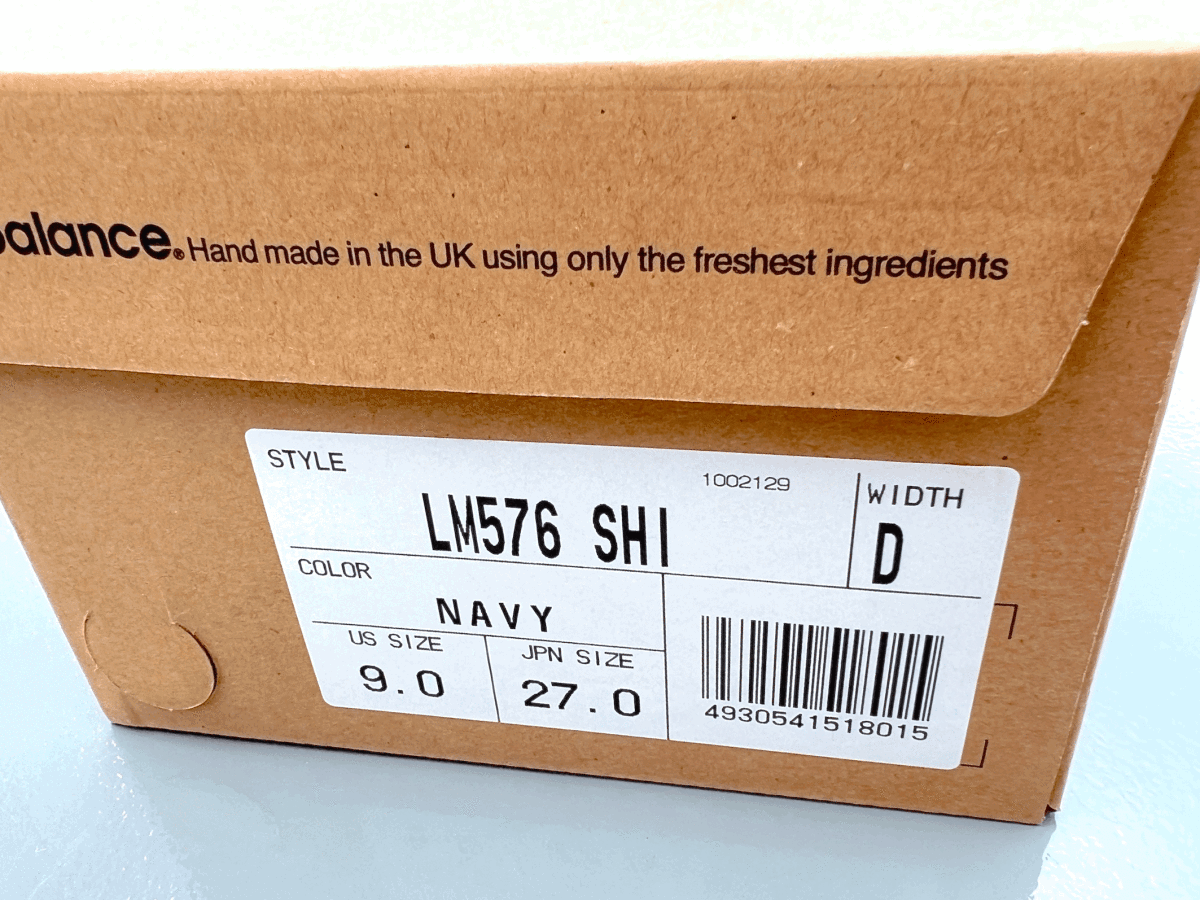 Balance® Hand made in the UK using only the freshest ingredients
STYLE
1002129
LM576 SHI
WIDTH
D
COLOR
NAVY
US SIZE
9.0
JPN SIZE
27.0
4930541518015